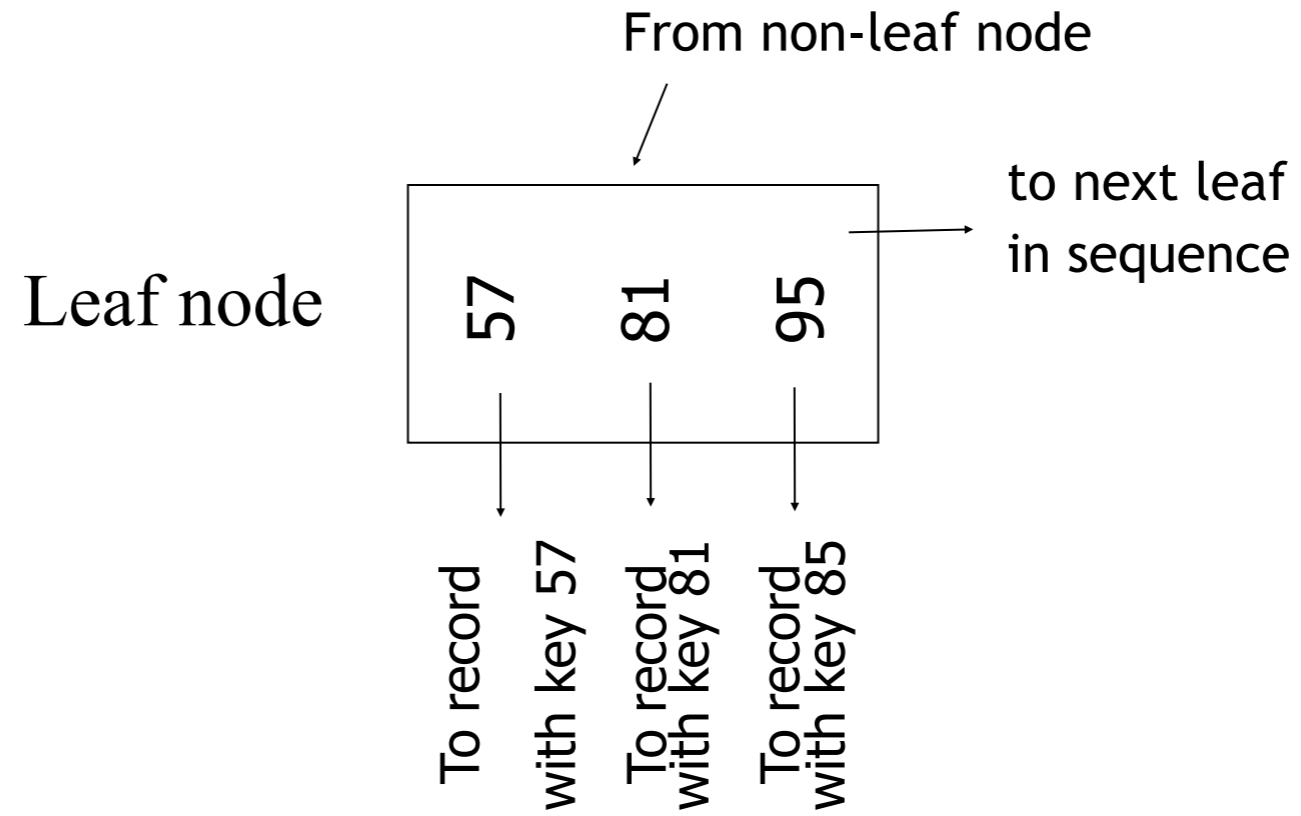 From non-leaf node
to next leaf
in sequence
Leaf node
57
81
95
To record
with key 57
To record
with key 81
To record
with key 85